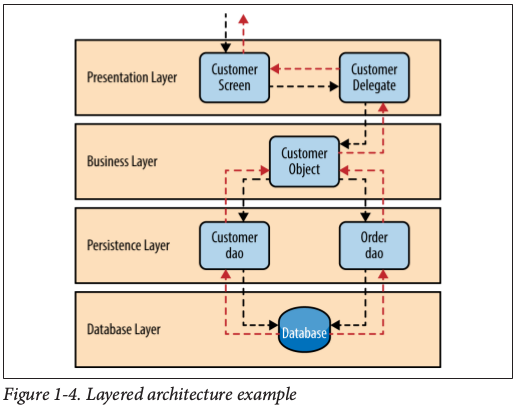 Presentation Layer
Customer
Screen
Customer
Delegate
Business Layer
Customer
Object
Persistence Layer
Customer
dao
Order
dao
Database Layer
Database
Figure 1-4. Layered architecture example